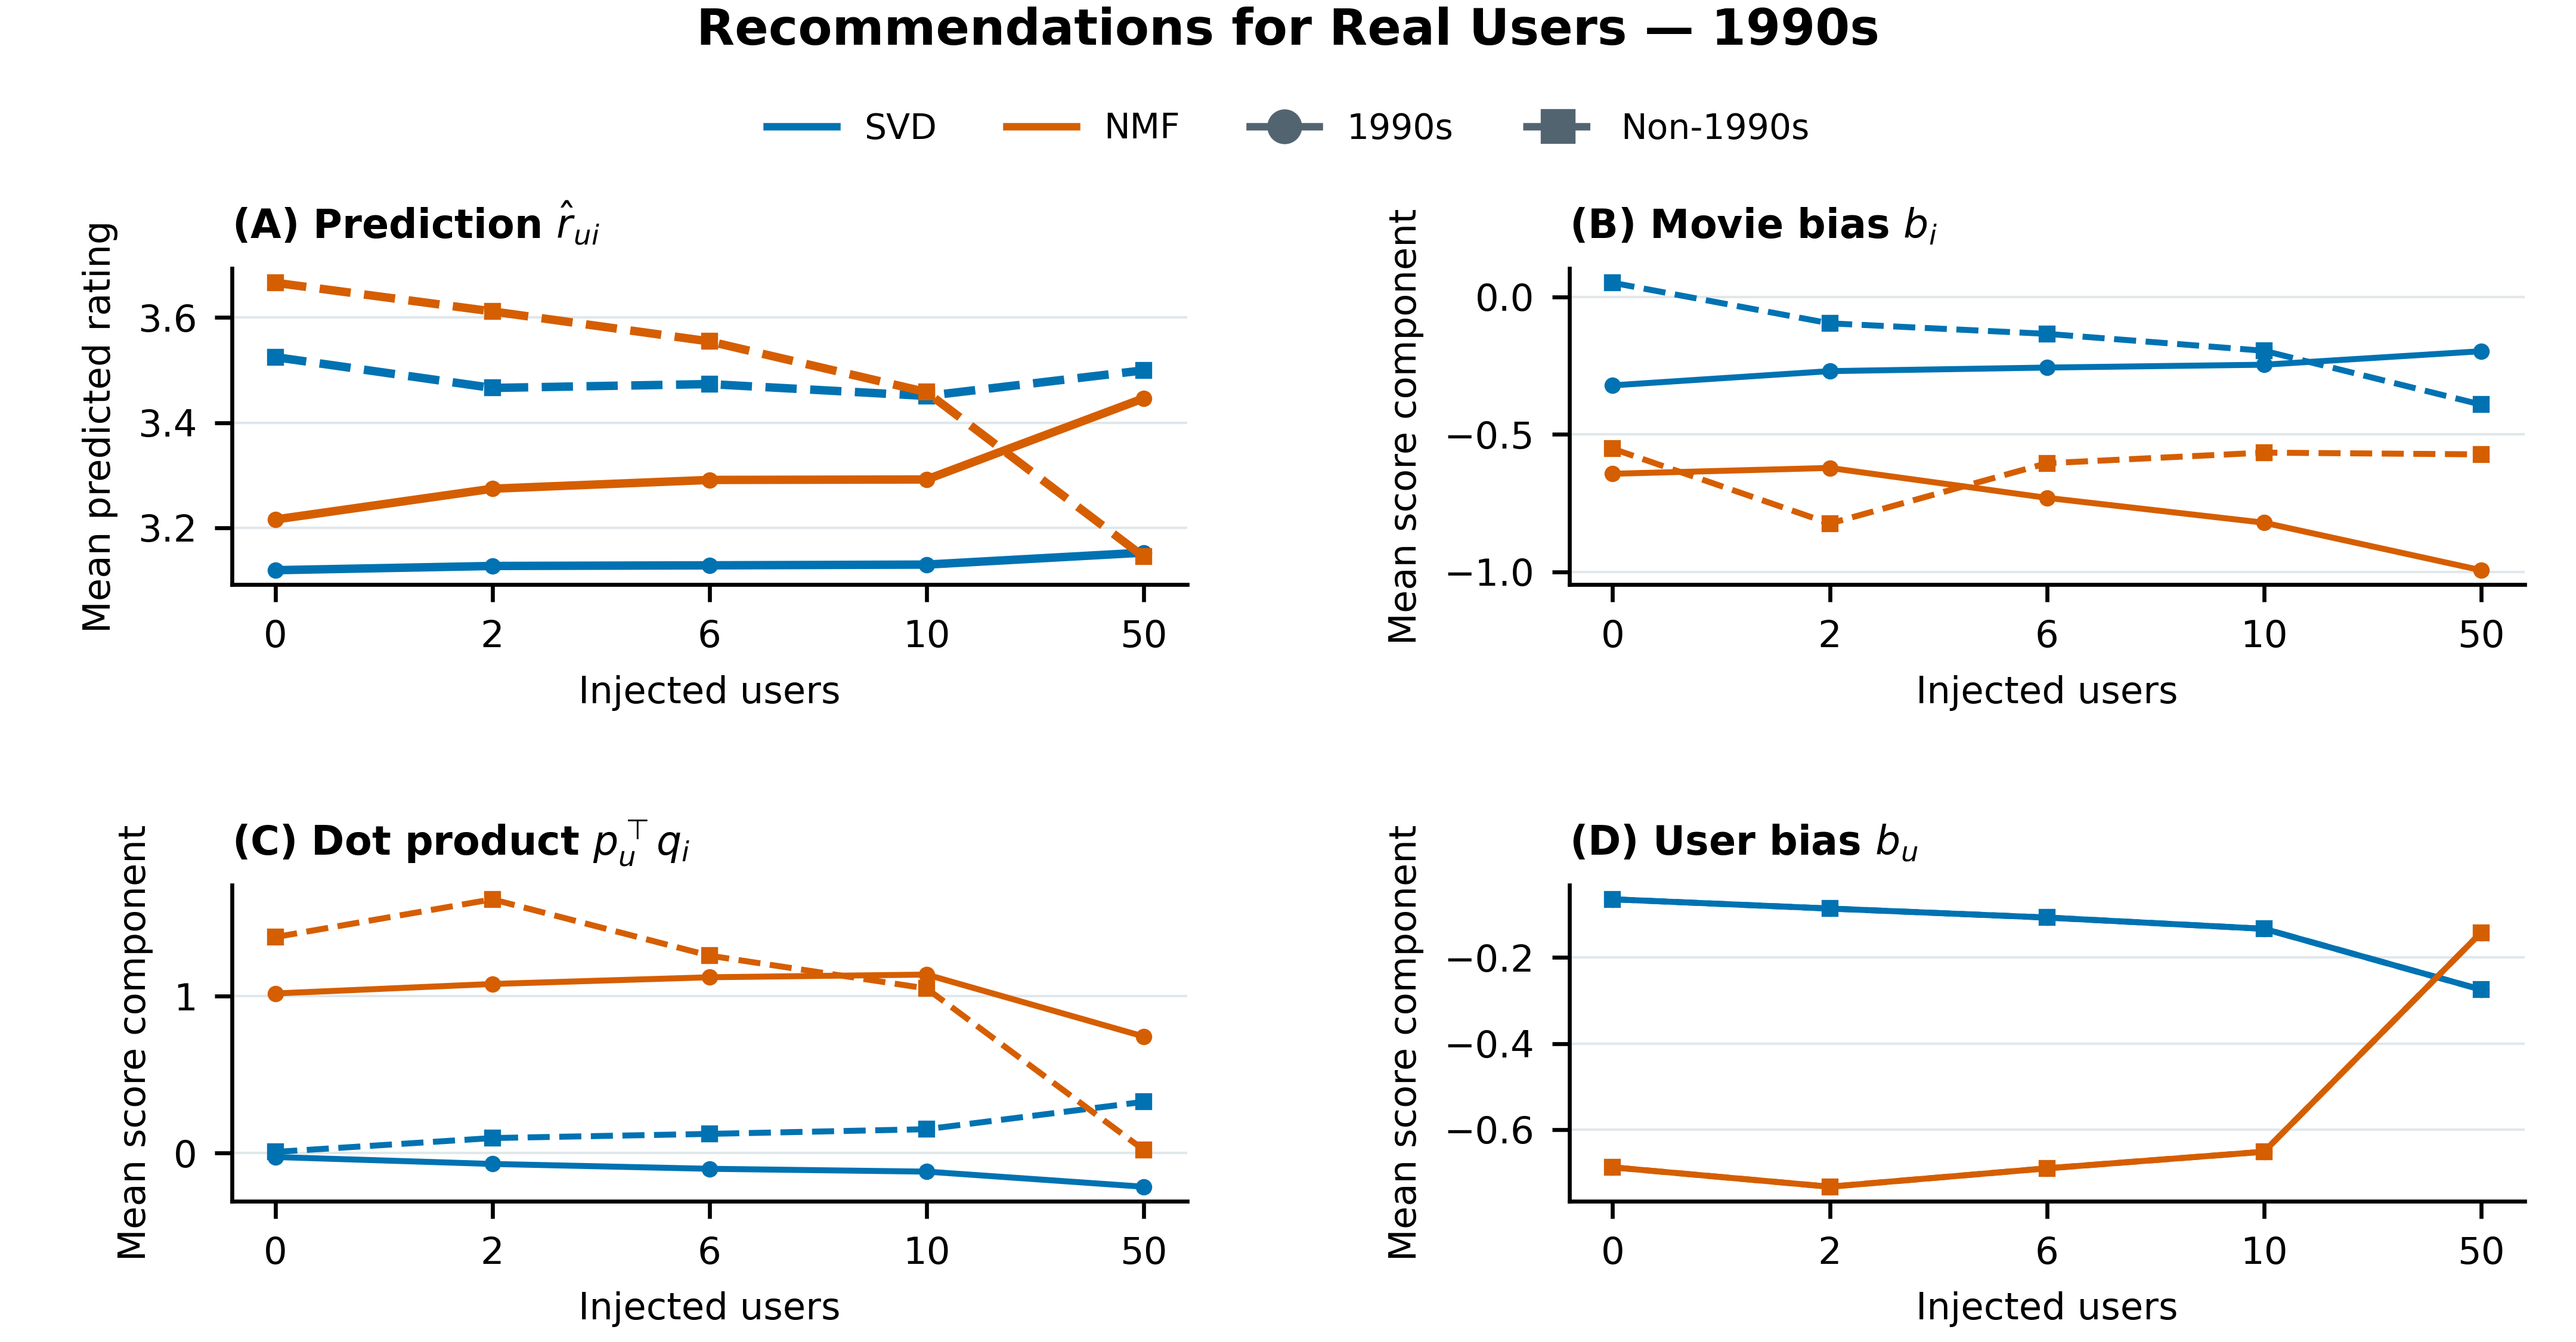 Recommendations for Real Users — 1990s
SVD NMF 1990s Non-1990s
(A) Prediction r̂ui
Mean predicted rating
3.6
3.4
3.2
0 2 6 10 50
Injected users
(B) Movie bias bi
Mean score component
0.0
−0.5
−1.0
0 2 6 10 50
Injected users
(C) Dot product pu⊤qi
Mean score component
1
0
0 2 6 10 50
Injected users
(D) User bias bu
Mean score component
−0.2
−0.4
−0.6
0 2 6 10 50
Injected users